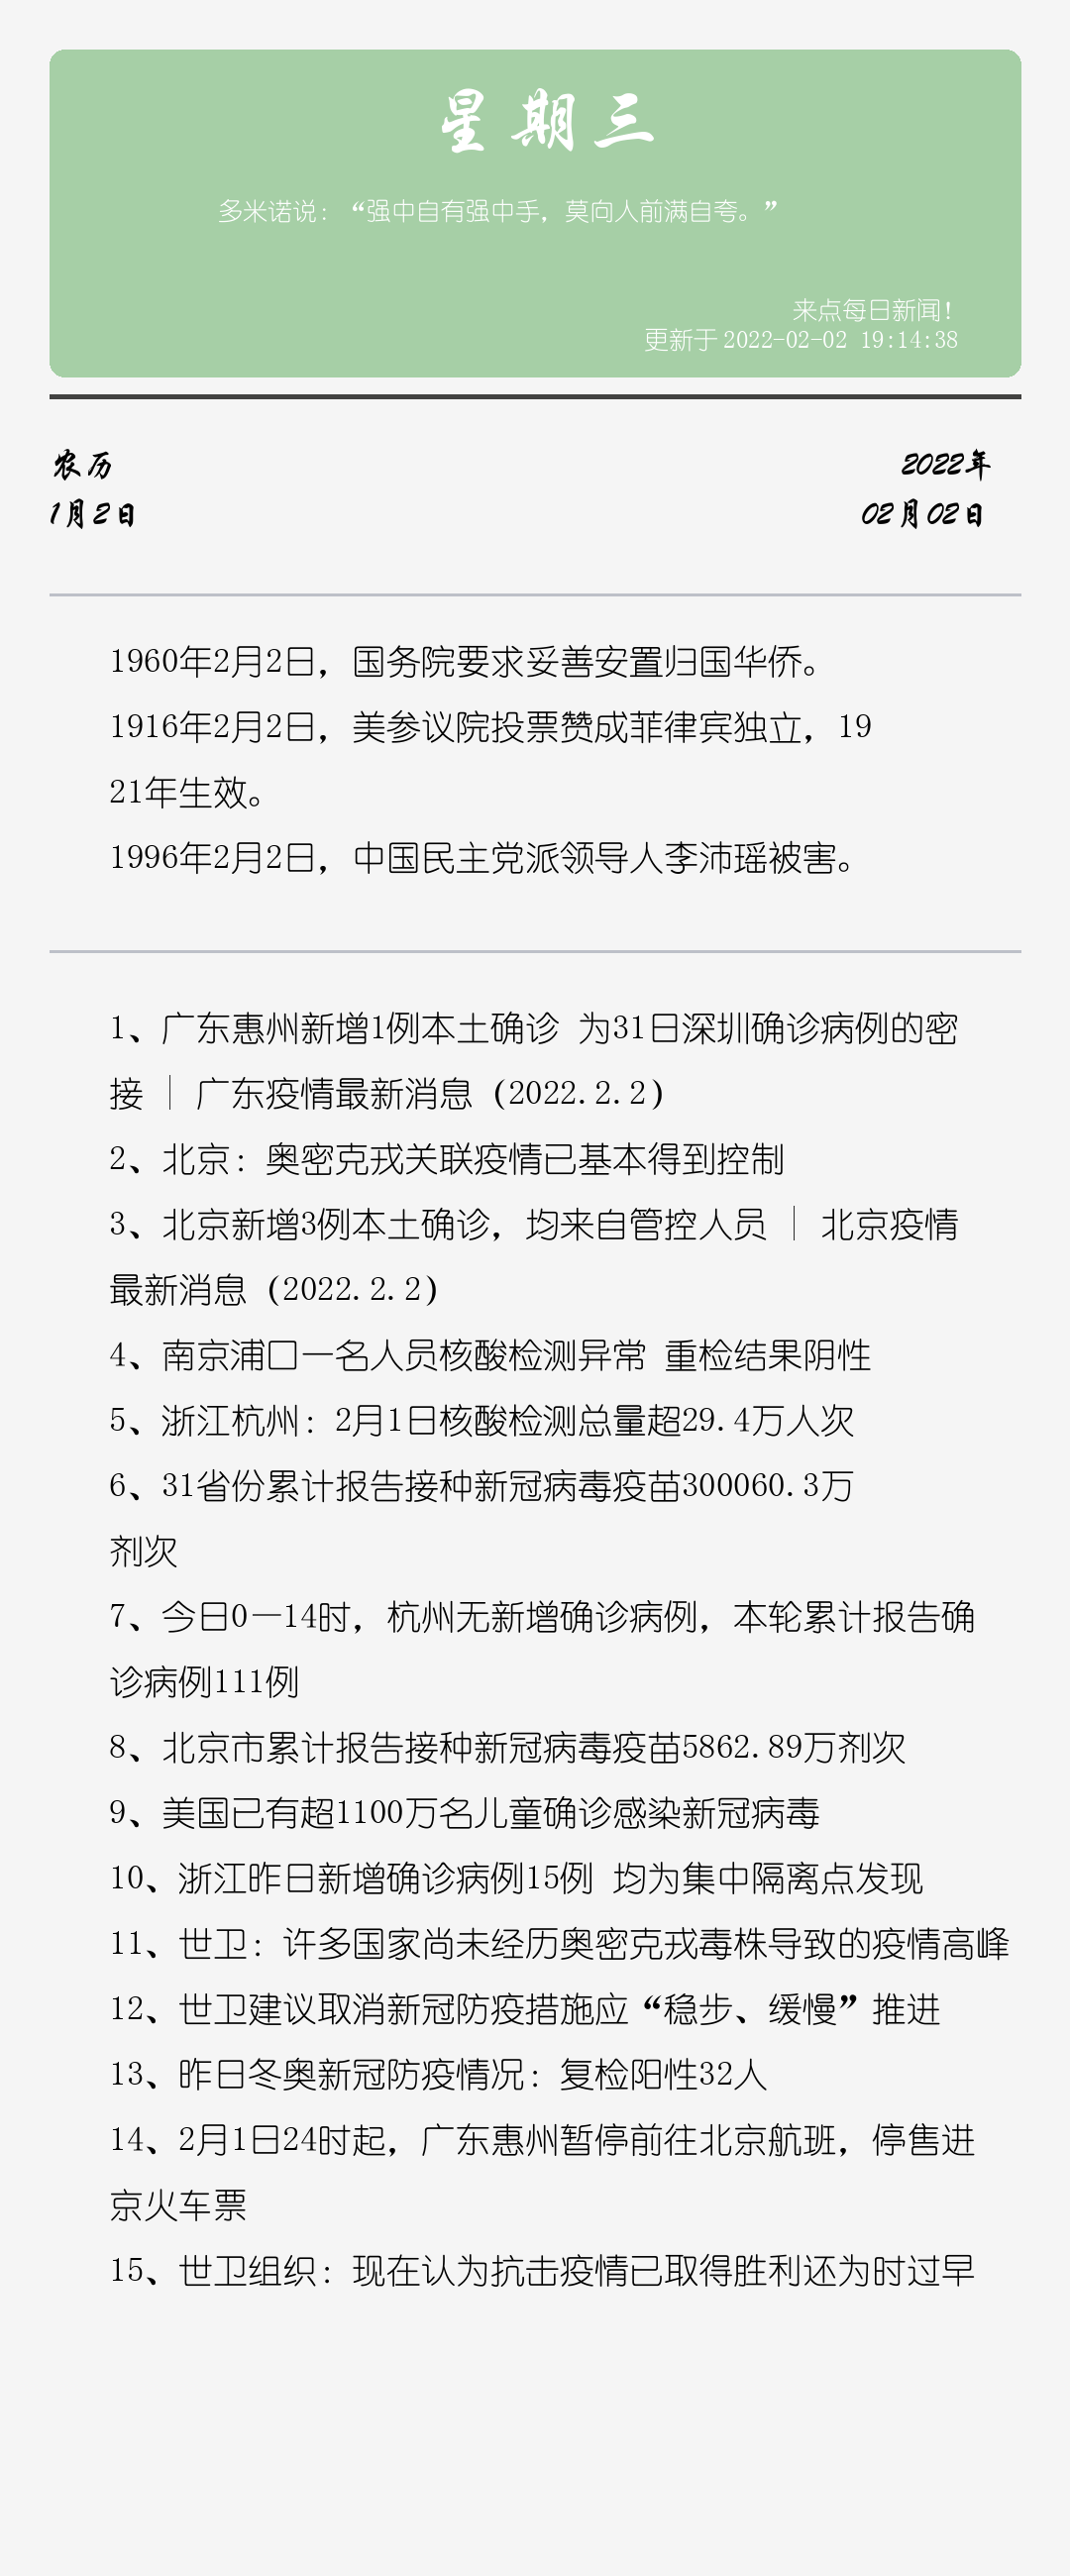 星期三
多米诺说：“强中自有强中手，莫向人前满自夸。”
来点每日新闻！
更新于 2022-02-02 19:14:38
农历
2022年
1月2日
02月02日
1960年2月2日，国务院要求妥善安置归国华侨。
1916年2月2日，美参议院投票赞成菲律宾独立，19
21年生效。
1996年2月2日，中国民主党派领导人李沛瑶被害。
1、广东惠州新增1例本土确诊 为31日深圳确诊病例的密
接 | 广东疫情最新消息（2022.2.2）
2、北京：奥密克戎关联疫情已基本得到控制
3、北京新增3例本土确诊，均来自管控人员 | 北京疫情
最新消息（2022.2.2）
4、南京浦口一名人员核酸检测异常 重检结果阴性
5、浙江杭州：2月1日核酸检测总量超29.4万人次
6、31省份累计报告接种新冠病毒疫苗300060.3万
剂次
7、今日0—14时，杭州无新增确诊病例，本轮累计报告确
诊病例111例
8、北京市累计报告接种新冠病毒疫苗5862.89万剂次
9、美国已有超1100万名儿童确诊感染新冠病毒
10、浙江昨日新增确诊病例15例 均为集中隔离点发现
11、世卫：许多国家尚未经历奥密克戎毒株导致的疫情高峰
12、世卫建议取消新冠防疫措施应“稳步、缓慢”推进
13、昨日冬奥新冠防疫情况：复检阳性32人
14、2月1日24时起，广东惠州暂停前往北京航班，停售进
京火车票
15、世卫组织：现在认为抗击疫情已取得胜利还为时过早